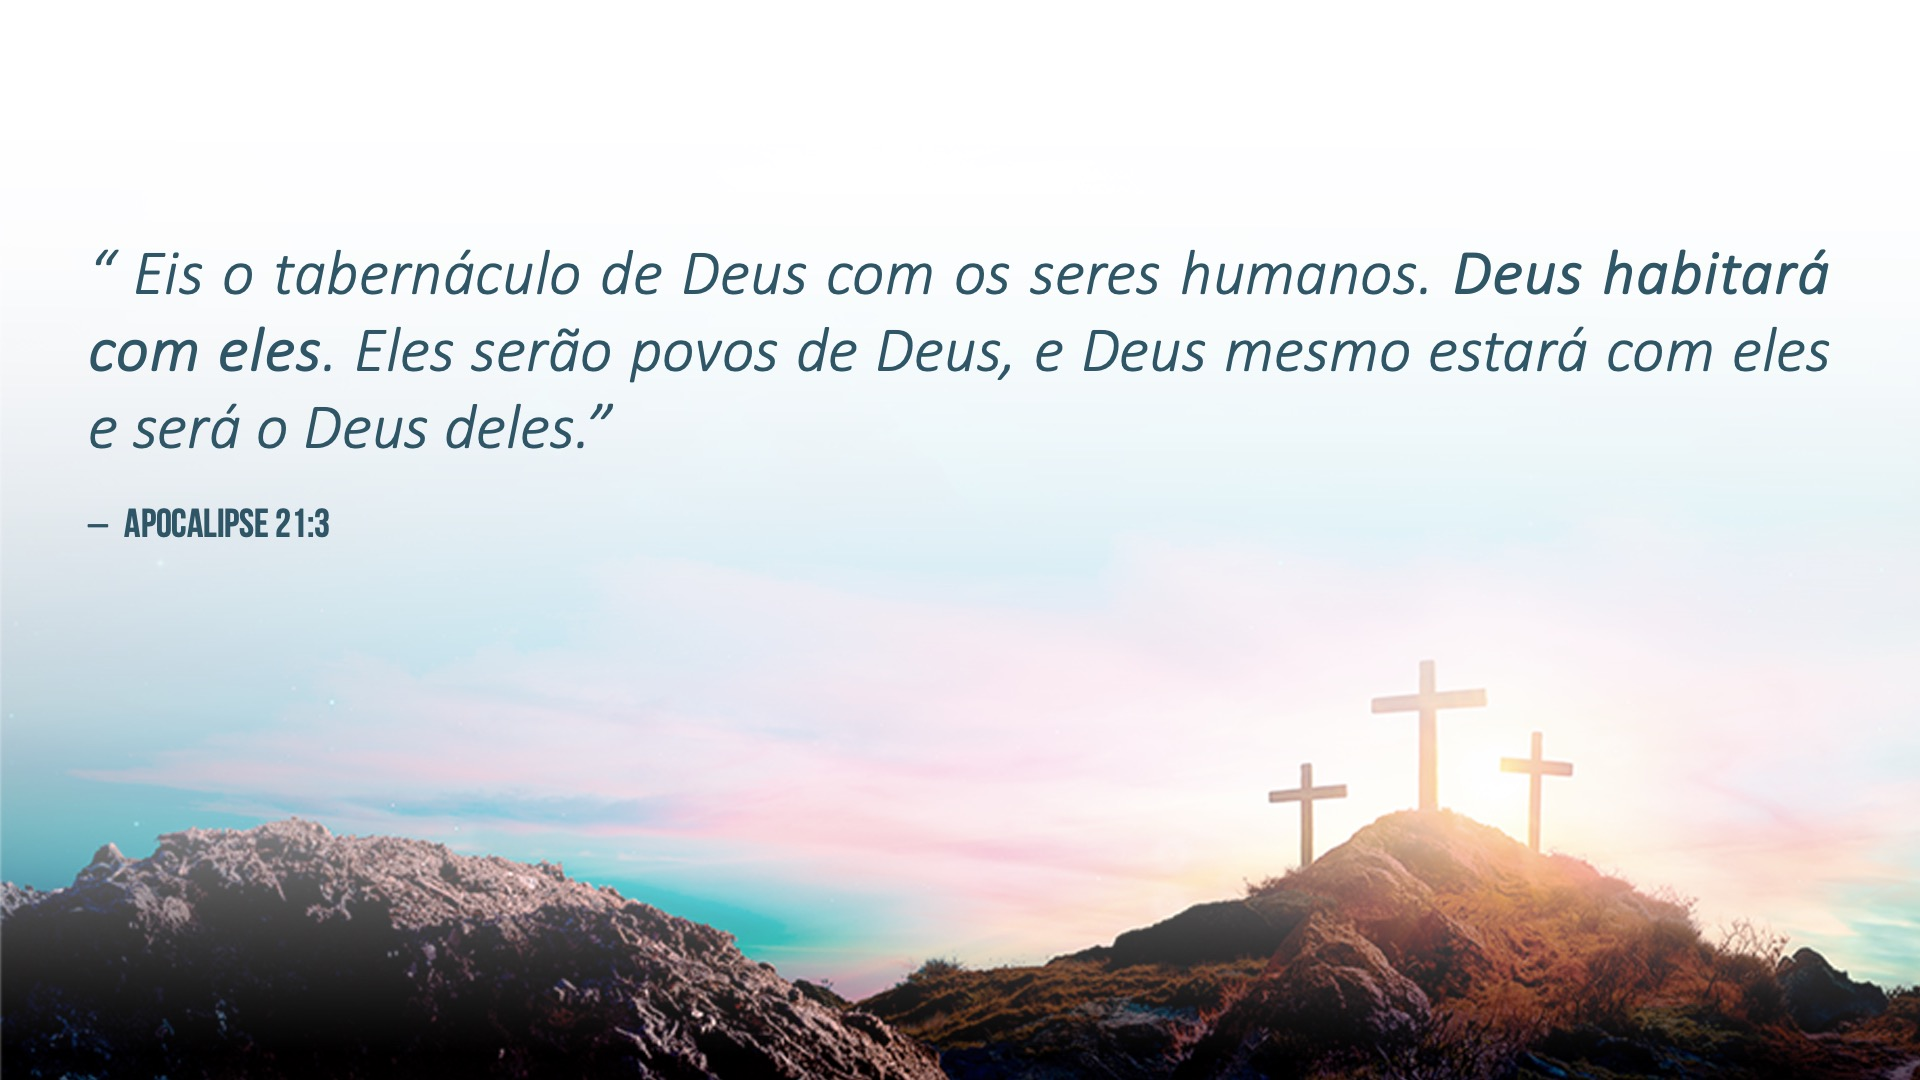 “ Eis o tabernáculo de Deus com os seres humanos. Deus habitará
com eles. Eles serão povos de Deus, e Deus mesmo estará com eles
e será o Deus deles.”
– APOCALIPSE 21:3